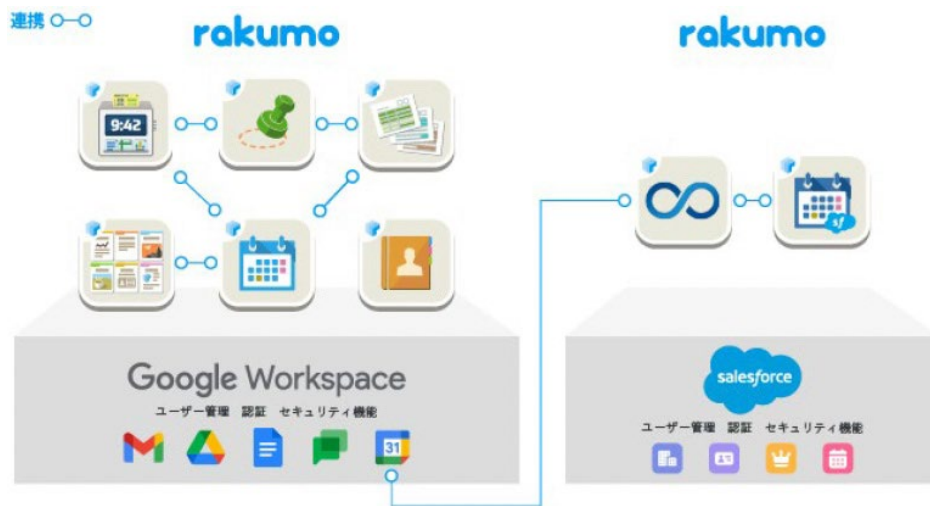 連携
rakumo
rakumo
9:42
sf
Google Workspace
ユーザー管理 認証 セキュリティ機能
31
salesforce
ユーザー管理 認証 セキュリティ機能